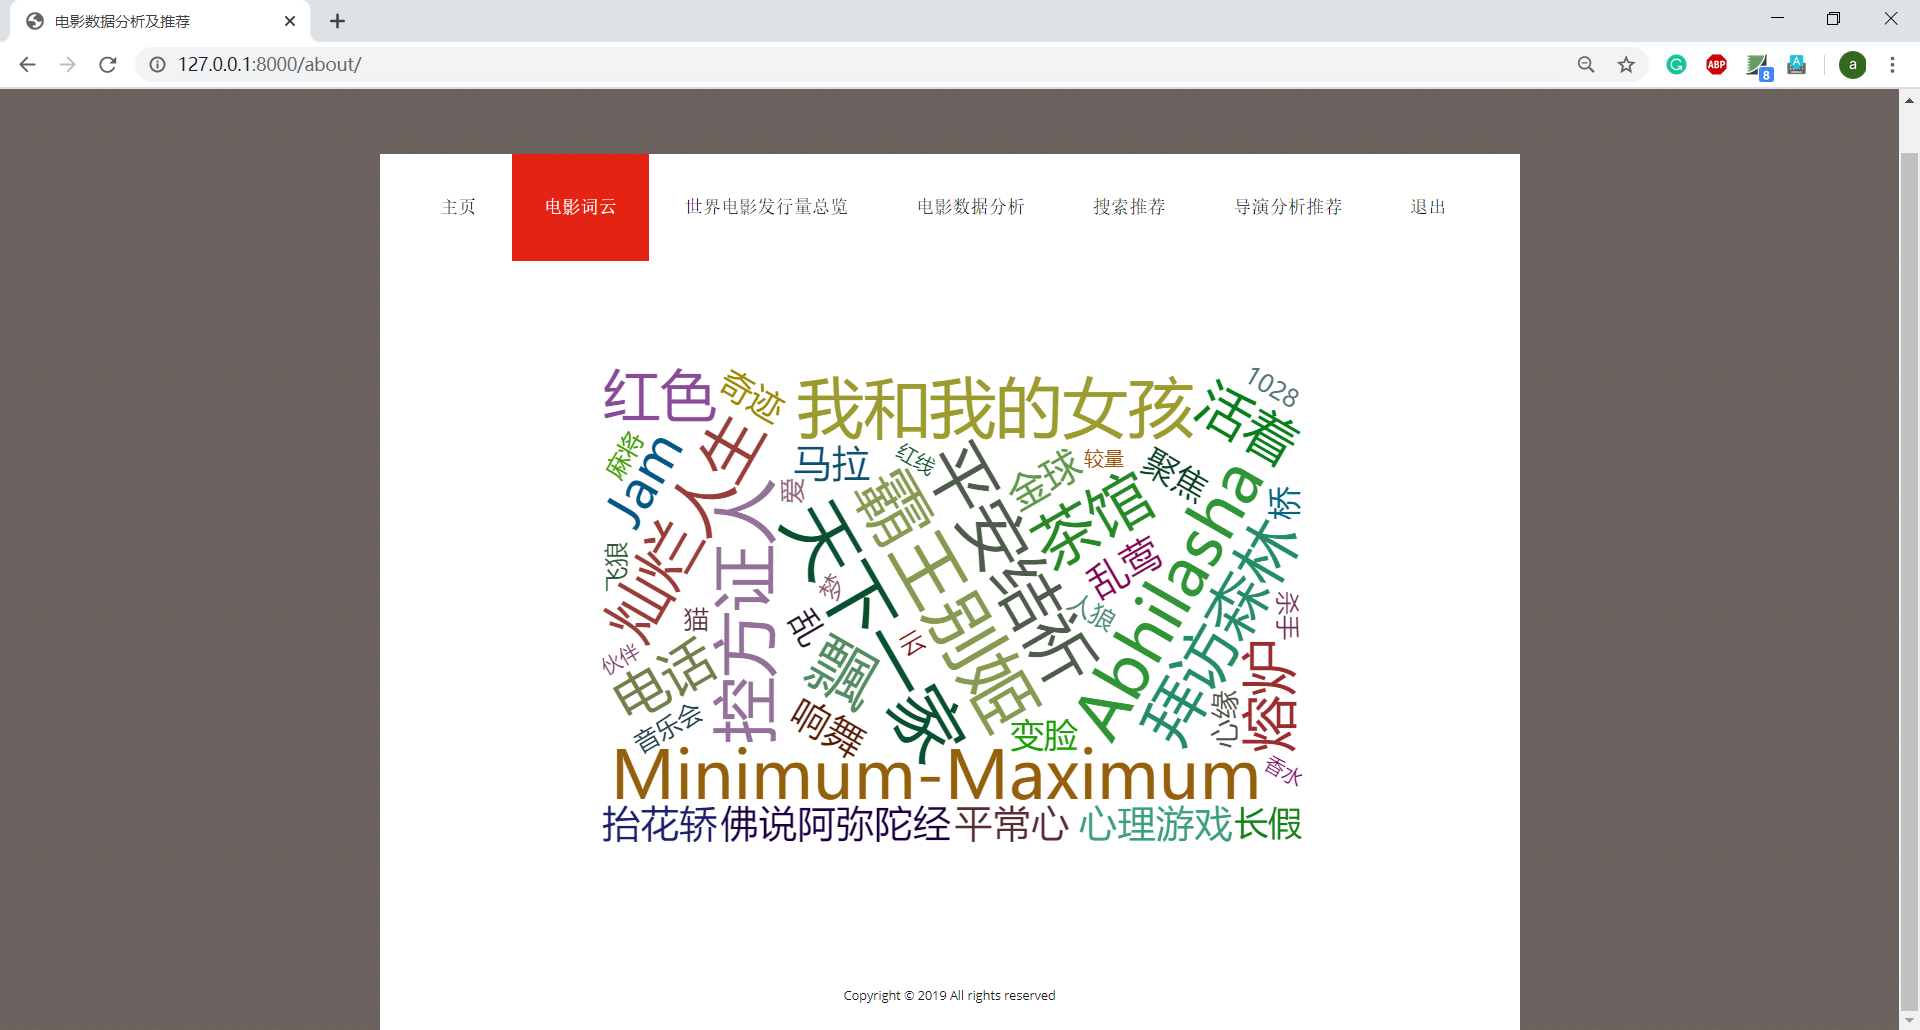 电影数据分析及推荐
127.0.0.1:8000/about/
ABP
8
A
a
主页
电影词云
世界电影发行量总览
电影数据分析
搜索推荐
导演分析推荐
退出
红色
奇迹
我和我的女孩
活着
1028
麻将
Jam
灿烂人生
马拉
红线
平安结祈
金球
较量
聚焦
爱
霸王别姬
茶馆
Abhilasha
桥
飞狼
控方证人
天下一家
梦
乱莺
拜访森林
人狼
杀手
猫
乱
云
伙伴
电话
飘
熔炉
心缘
音乐会
响舞
变脸
Minimum-Maximum
香水
抬花轿
佛说阿弥陀经
平常心
心理游戏
长假
Copyright © 2019 All rights reserved